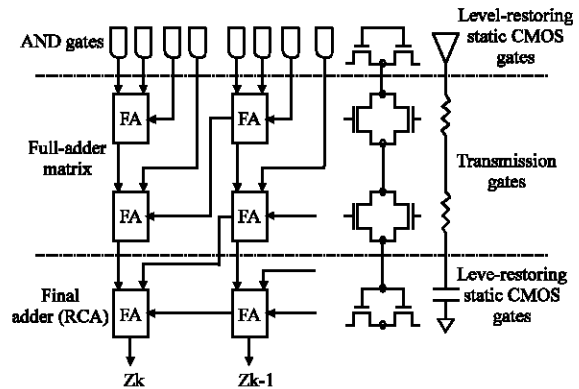 AND gates
Level-restoring
static CMOS
gates
FA
FA
Full-adder
matrix
Transmission
gates
FA
FA
Final
adder (RCA)
FA
FA
Leve-restoring
static CMOS
gates
Zk
Zk-1